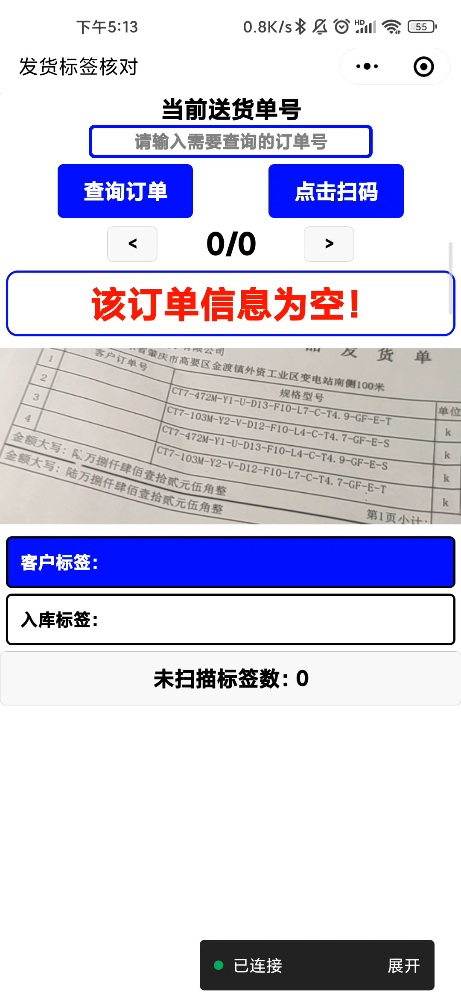 下午5:13
0.8K/s HD 55
发货标签核对
当前送货单号
请输入需要查询的订单号
查询订单 点击扫码
< 0/0 >
该订单信息为空!
有限公司
发货单
省肇庆市高要区金渡镇外资工业区变电站南侧100米
客户订单号 规格型号 单位
1 CT7-472M-Y1-U-D13-F10-L7-C-T4.9-GF-E-T k
2 CT7-103M-Y2-V-D12-F10-L4-C-T4.7-GF-E-S k
3 CT7-472M-Y1-U-D13-F10-L4-C-T4.9-GF-E-S k
4 CT7-103M-Y2-V-D12-F10-L7-C-T4.7-GF-E-T k
第1页小计:
金额大写: 万捌仟肆佰壹拾贰元伍角整
金额大写: 陆万捌仟肆佰壹拾贰元伍角整
客户标签:
入库标签:
未扫描标签数: 0
已连接 展开